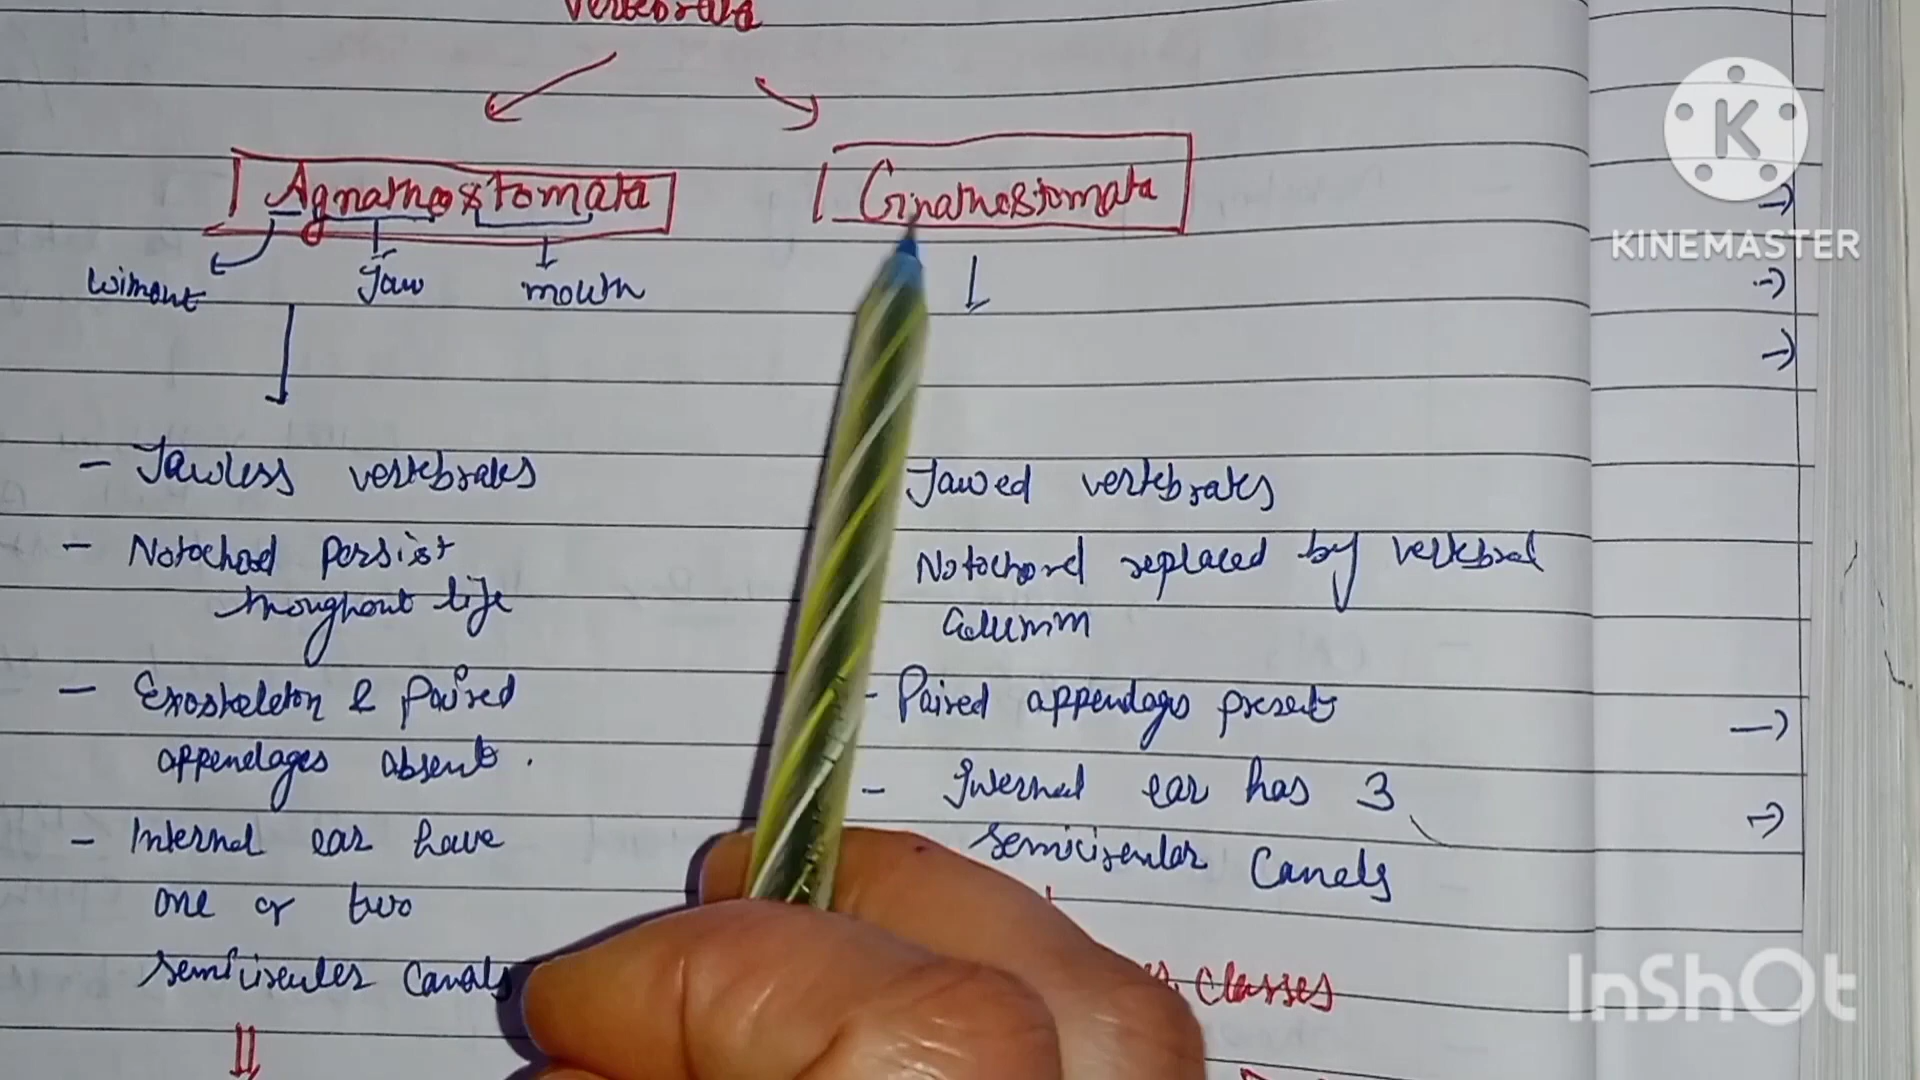 Vertebrata
Agnathostomata
Gnathostomata
without
Jaw
mouth
- Jawless vertebrates
- Notochord persist
throughout life
- Exoskeleton & paired
appendages absent.
- Internal ear have
one or two
semicircular canals
Jawed vertebrates
Notochord replaced by vertebral
column
- Paired appendages present
- Internal ear has 3
semicircular canals
classes
K
KINEMASTER
InShOt